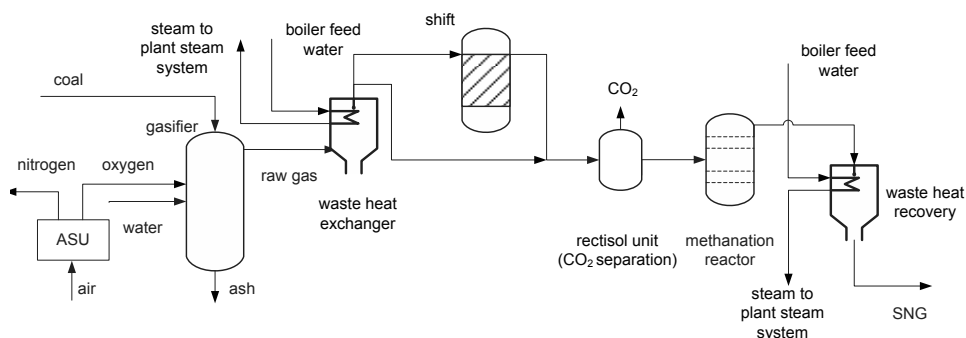 steam to
plant steam
system
boiler feed
water
shift
boiler feed
water
coal
CO₂
gasifier
nitrogen
oxygen
raw gas
waste heat
exchanger
waste heat
recovery
ASU
water
rectisol unit
(CO₂ separation)
methanation
reactor
air
ash
steam to
plant steam
system
SNG